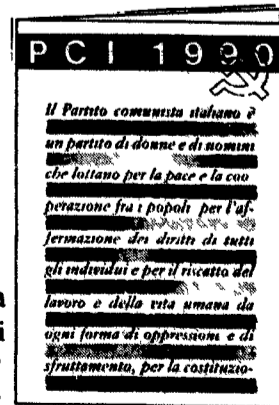 PCI 1990
Il Partito comunista italiano è
un partito di donne e di uomini
che lottano per la pace e la coo
perazione fra i popoli per l'af-
fermazione dei diritti di tutti
gli individui e per il riscatto del
lavoro e della vita umana da
ogni forma di oppressione e di
sfruttamento, per la costituzio-
a
i